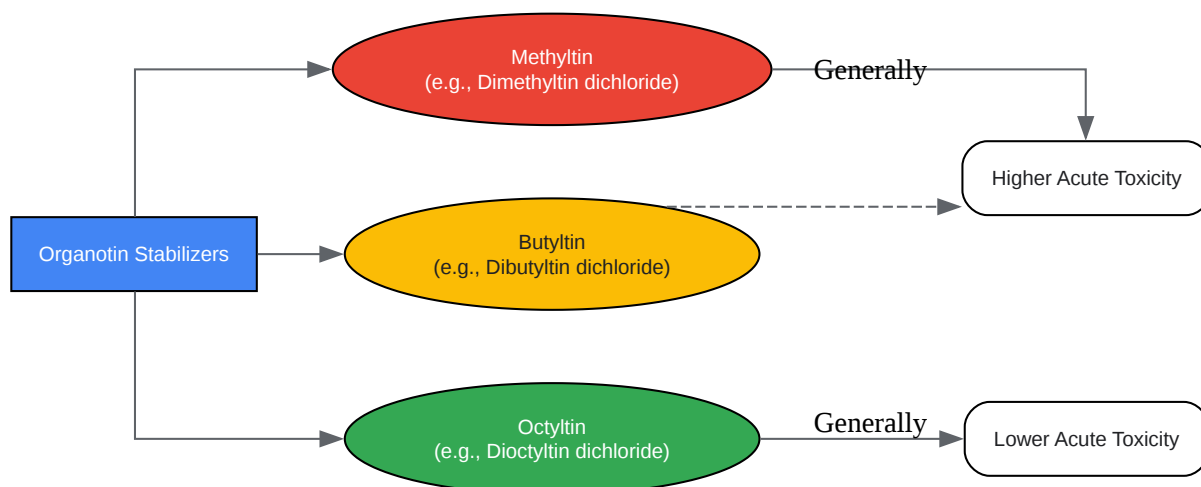 Methyltin
(e.g., Dimethyltin dichloride)
Generally
Higher Acute Toxicity
Organotin Stabilizers
Butyltin
(e.g., Dibutyltin dichloride)
Octyltin
(e.g., Dioctyltin dichloride)
Generally
Lower Acute Toxicity